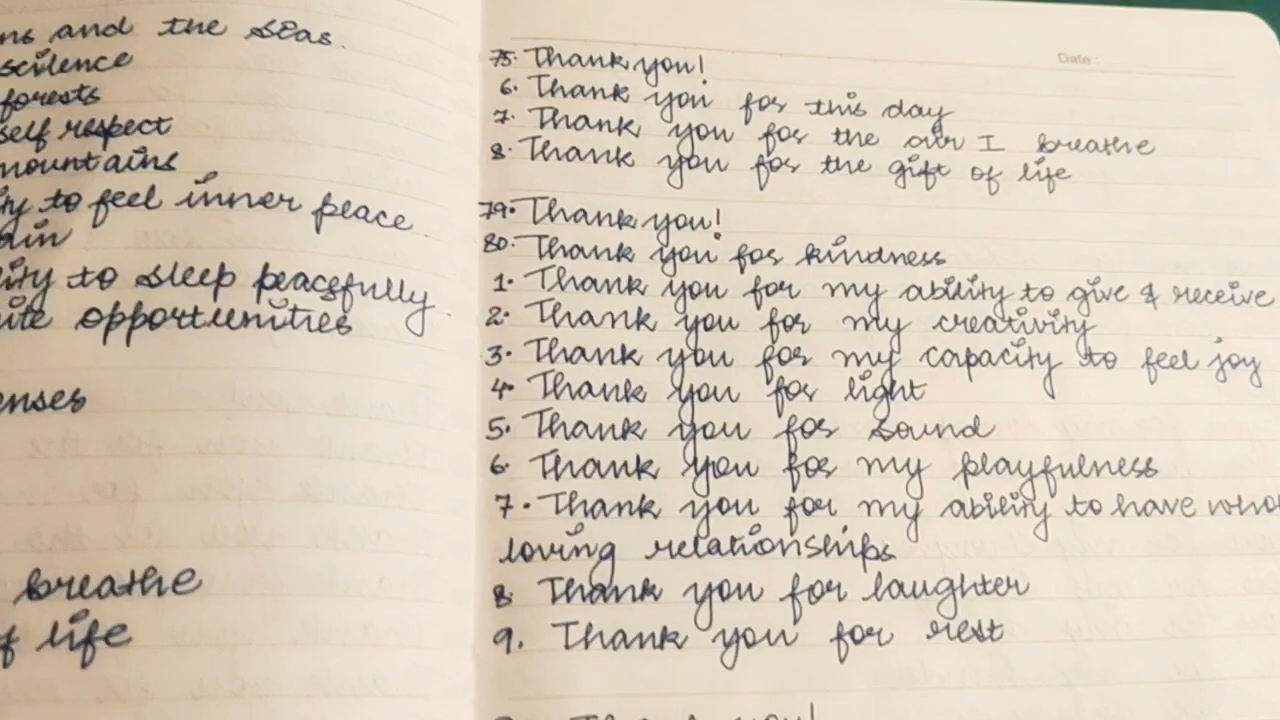 ns and the seas.
scilence
forests
self respect
mountains
ity to feel inner peace.
ain
ity to sleep peacefully.
ite opportunities
enses
breathe
f life
Date :
75. Thank you!
6. Thank you for this day
7. Thank you for the air I breathe
8. Thank you for the gift of life
79. Thank you!
80. Thank you for kindness
1. Thank you for my ability to give & receive
2. Thank you for my creativity
3. Thank you for my capacity to feel joy
4. Thank you for light
5. Thank you for sound
6. Thank you for my playfulness
7. Thank you for my ability to have who
loving relationships
8. Thank you for laughter
9. Thank you for rest
Thank you!